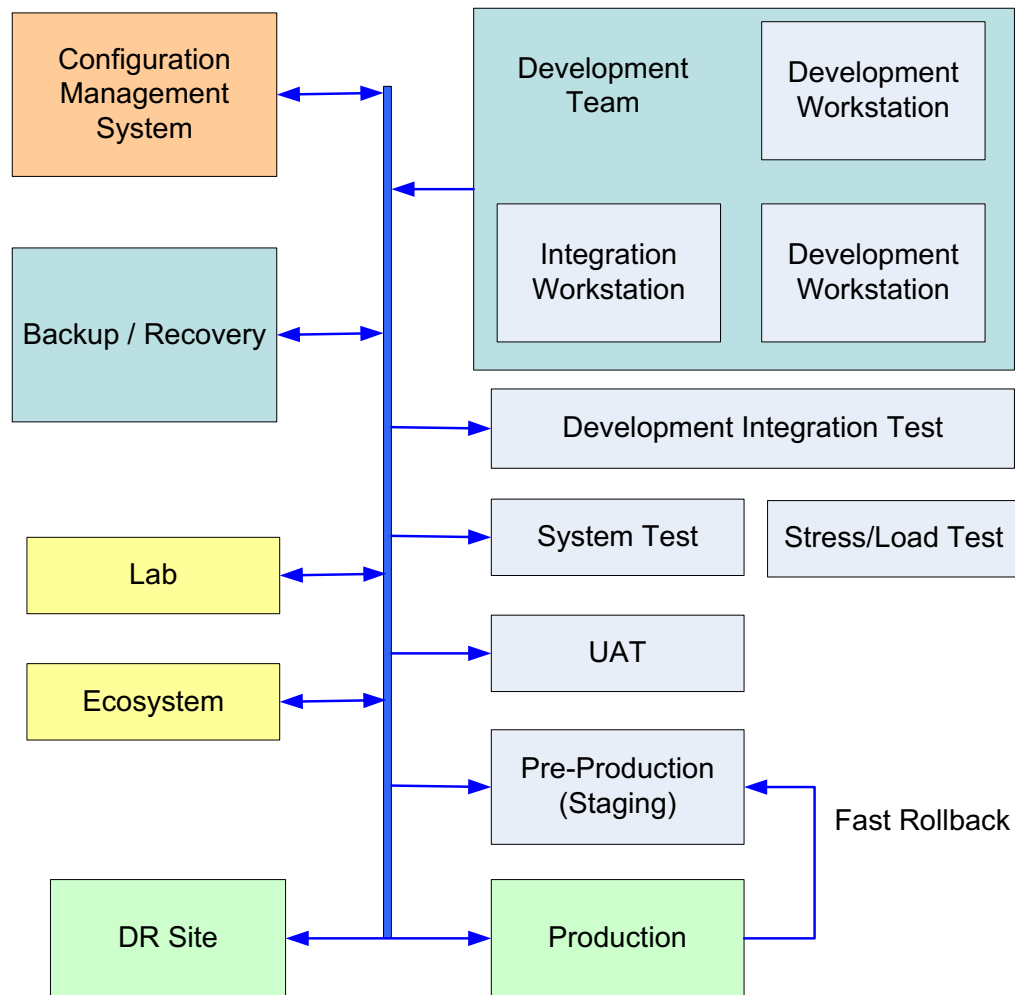 Configuration
Management
System
Development
Team
Development
Workstation
Integration
Workstation
Development
Workstation
Backup / Recovery
Development Integration Test
System Test
Stress/Load Test
Lab
UAT
Ecosystem
Pre-Production
(Staging)
Fast Rollback
DR Site
Production